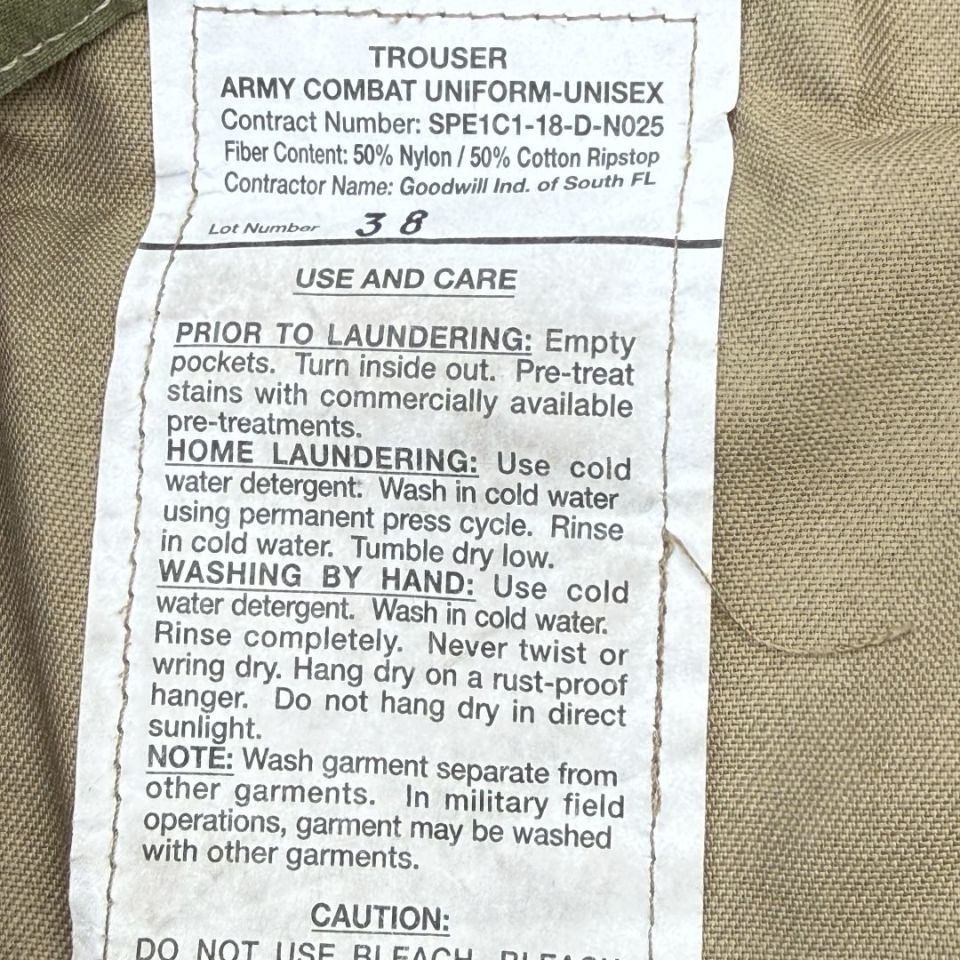 TROUSER
ARMY COMBAT UNIFORM-UNISEX
Contract Number: SPE1C1-18-D-N025
Fiber Content: 50% Nylon / 50% Cotton Ripstop
Contractor Name: Goodwill Ind. of South FL
Lot Number 38
USE AND CARE
PRIOR TO LAUNDERING: Empty
pockets. Turn inside out. Pre-treat
stains with commercially available
pre-treatments.
HOME LAUNDERING: Use cold
water detergent. Wash in cold water
using permanent press cycle. Rinse
in cold water. Tumble dry low.
WASHING BY HAND: Use cold
water detergent. Wash in cold water.
Rinse completely. Never twist or
wring dry. Hang dry on a rust-proof
hanger. Do not hang dry in direct
sunlight.
NOTE: Wash garment separate from
other garments. In military field
operations, garment may be washed
with other garments.
CAUTION:
DO NOT USE BLEACH. BLEACH